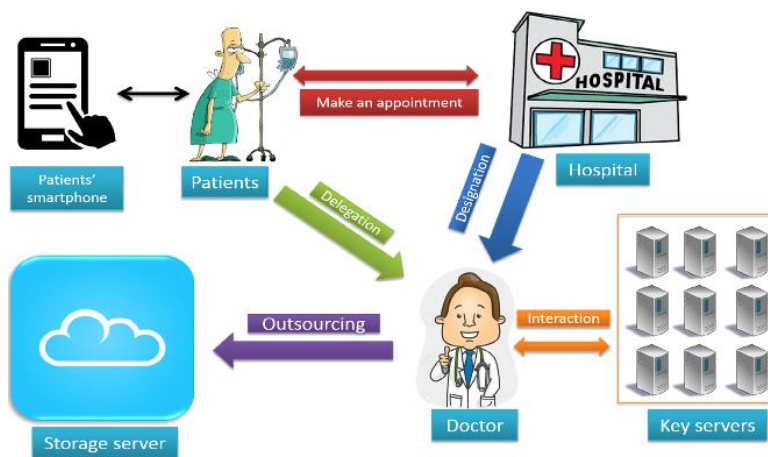 HOSPITAL
Make an appointment
Patients'
smartphone
Patients
Hospital
Delegation
Designation
Outsourcing
Interaction
Storage server
Doctor
Key servers